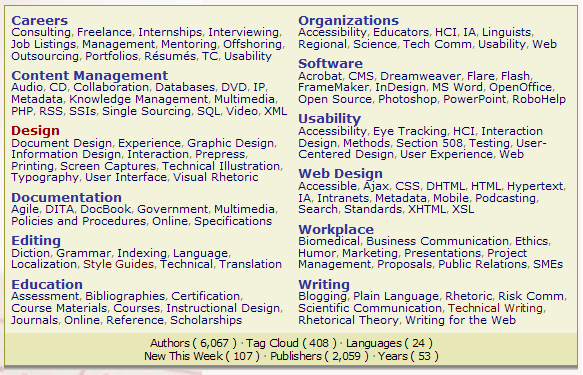 Careers
Consulting, Freelance, Internships, Interviewing,
Job Listings, Management, Mentoring, Offshoring,
Outsourcing, Portfolios, Résumés, TC, Usability
Content Management
Audio, CD, Collaboration, Databases, DVD, IP,
Metadata, Knowledge Management, Multimedia,
PHP, RSS, SSIs, Single Sourcing, SQL, Video, XML
Design
Document Design, Experience, Graphic Design,
Information Design, Interaction, Prepress,
Printing, Screen Captures, Technical Illustration,
Typography, User Interface, Visual Rhetoric
Documentation
Agile, DITA, DocBook, Government, Multimedia,
Policies and Procedures, Online, Specifications
Editing
Diction, Grammar, Indexing, Language,
Localization, Style Guides, Technical, Translation
Education
Assessment, Bibliographies, Certification,
Course Materials, Courses, Instructional Design,
Journals, Online, Reference, Scholarships
Organizations
Accessibility, Educators, HCI, IA, Linguists,
Regional, Science, Tech Comm, Usability, Web
Software
Acrobat, CMS, Dreamweaver, Flare, Flash,
FrameMaker, InDesign, MS Word, OpenOffice,
Open Source, Photoshop, PowerPoint, RoboHelp
Usability
Accessibility, Eye Tracking, HCI, Interaction
Design, Methods, Section 508, Testing, User-
Centered Design, User Experience, Web
Web Design
Accessible, Ajax, CSS, DHTML, HTML, Hypertext,
IA, Intranets, Metadata, Mobile, Podcasting,
Search, Standards, XHTML, XSL
Workplace
Biomedical, Business Communication, Ethics,
Humor, Marketing, Presentations, Project
Management, Proposals, Public Relations, SMEs
Writing
Blogging, Plain Language, Rhetoric, Risk Comm,
Scientific Communication, Technical Writing,
Rhetorical Theory, Writing for the Web
Authors ( 6,067 ) · Tag Cloud ( 408 ) · Languages ( 24 )
New This Week ( 107 ) · Publishers ( 2,059 ) · Years ( 53 )